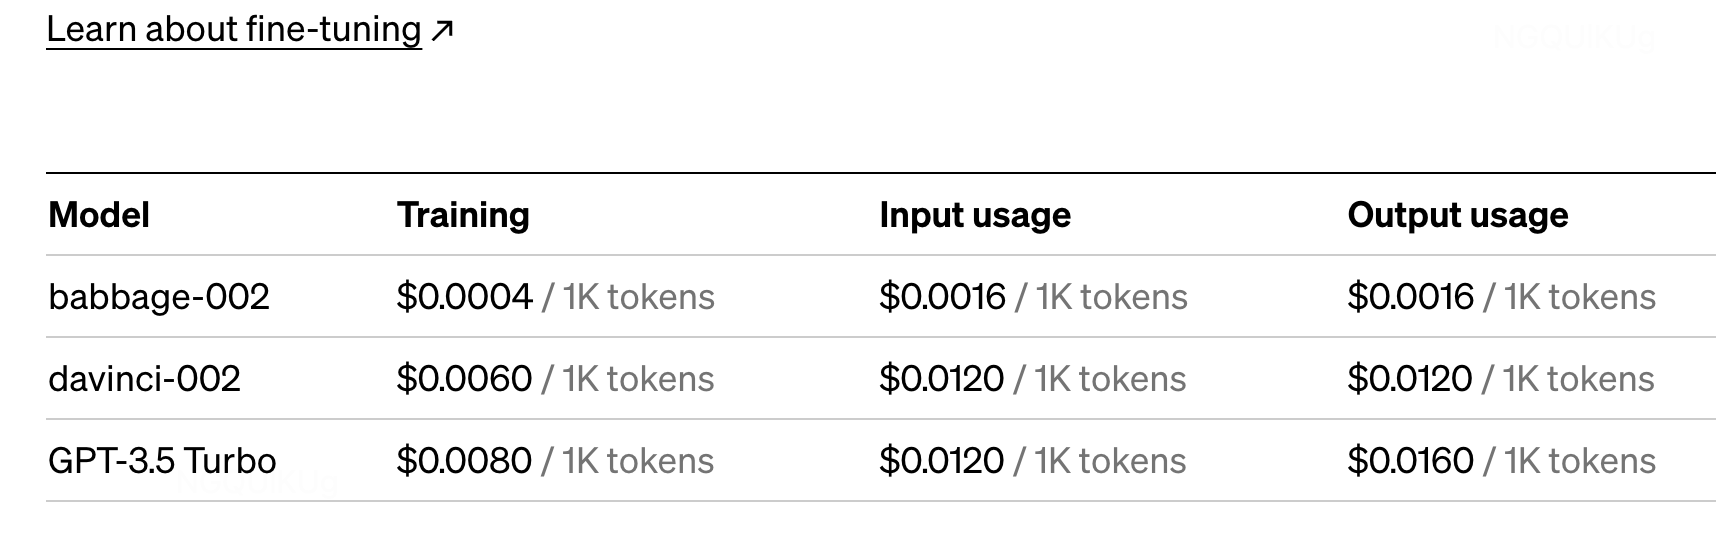 Learn about fine-tuning ↗
Model Training Input usage Output usage
babbage-002 $0.0004 / 1K tokens $0.0016 / 1K tokens $0.0016 / 1K tokens
davinci-002 $0.0060 / 1K tokens $0.0120 / 1K tokens $0.0120 / 1K tokens
GPT-3.5 Turbo $0.0080 / 1K tokens $0.0120 / 1K tokens $0.0160 / 1K tokens